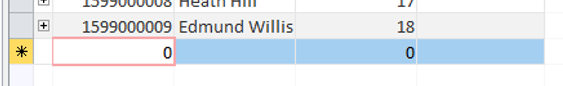 1599000008 Heath Hill 17
1599000009 Edmund Willis 18
0 0